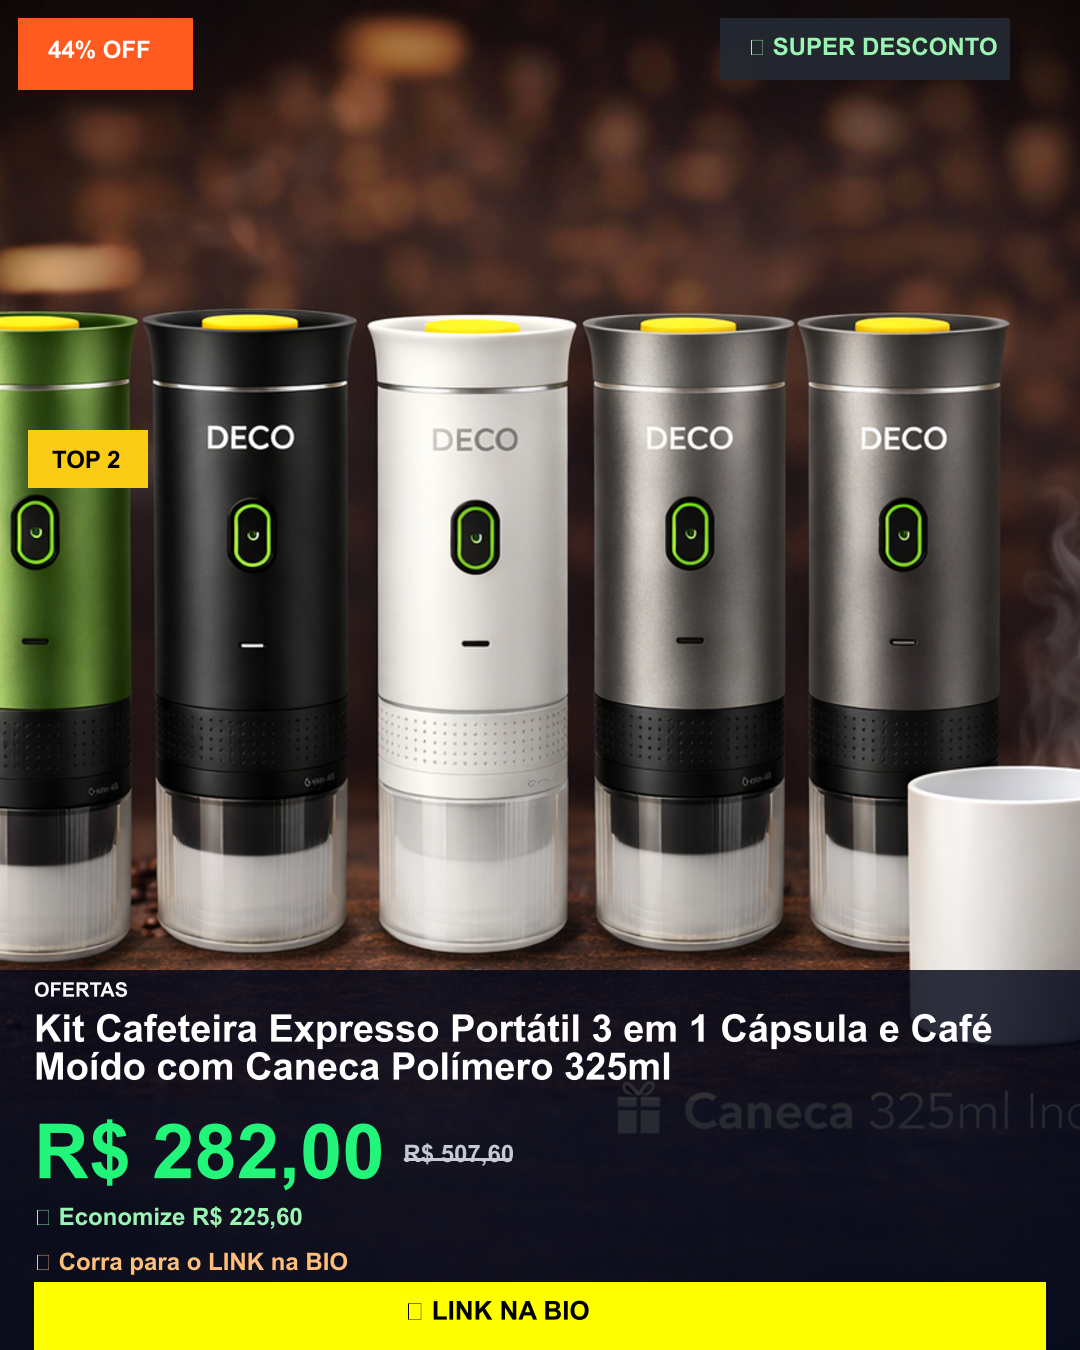 44% OFF
SUPER DESCONTO
DECO
DECO
DECO
DECO
TOP 2
OFERTAS
Kit Cafeteira Expresso Portátil 3 em 1 Cápsula e Café
Moído com Caneca Polímero 325ml
Caneca 325ml Inc
R$ 282,00 R$ 507,60
Economize R$ 225,60
Corra para o LINK na BIO
LINK NA BIO